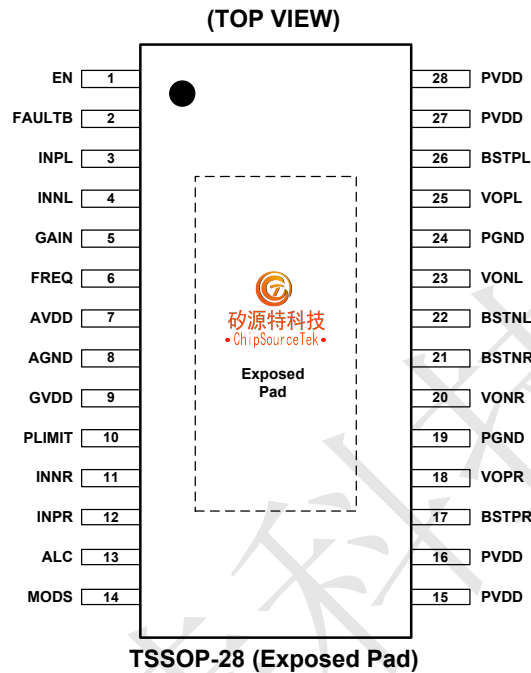 (TOP VIEW)
EN 1 28 PVDD
FAULTB 2 27 PVDD
INPL 3 26 BSTPL
INNL 4 25 VOPL
GAIN 5 24 PGND
FREQ 6 23 VONL
AVDD 7 22 BSTNL
AGND 8 21 BSTNR
GVDD 9 20 VONR
PLIMIT 10 19 PGND
INNR 11 18 VOPR
INPR 12 17 BSTPR
ALC 13 16 PVDD
MODS 14 15 PVDD
矽源特科技
•ChipSourceTek•
Exposed
Pad
TSSOP-28 (Exposed Pad)